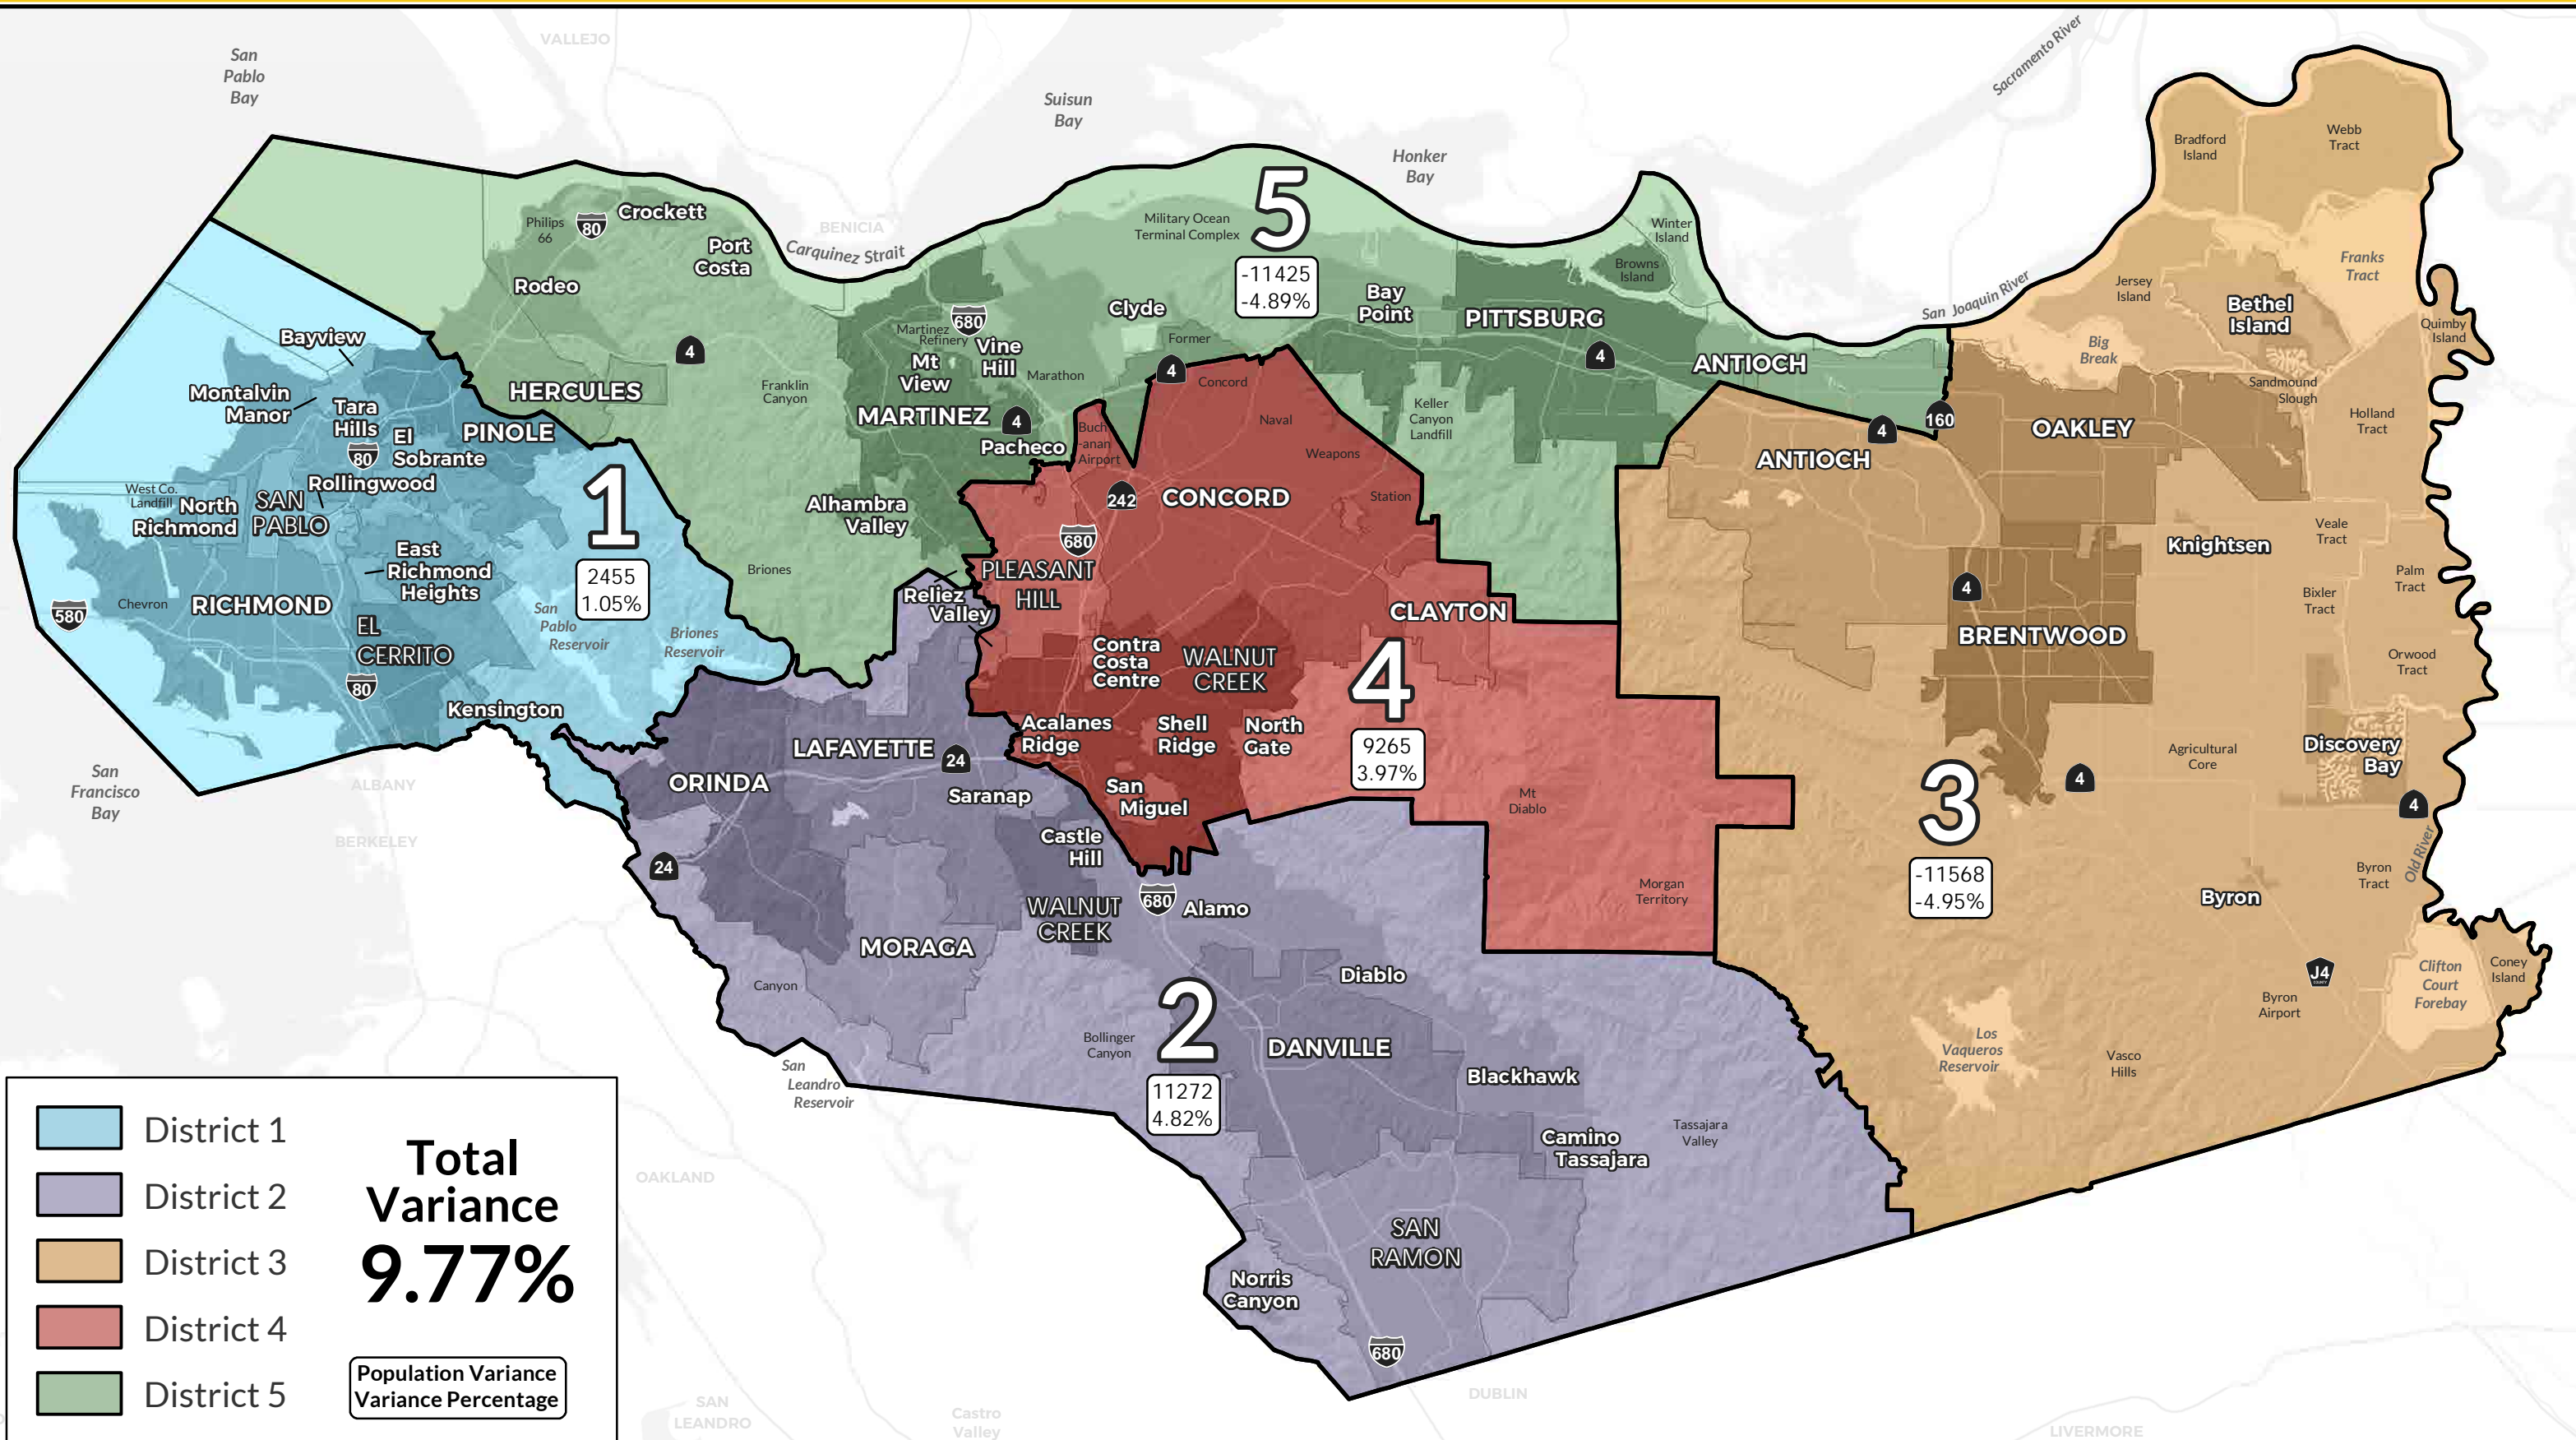 VALLEJO
San
Pablo
Bay
Suisun
Bay
Sacramento River
Honker
Bay
BENICIA
Carquinez Strait
San Joaquin River
Philips
66
80
Crockett
Port
Costa
Rodeo
4
HERCULES
Franklin
Canyon
Martinez
Refinery
680
Vine
Hill
Mt
View
Marathon
MARTINEZ
4
Pacheco
Alhambra
Valley
Briones
Military Ocean
Terminal Complex
5
-11425
-4.89%
Clyde
Former
4
Bay
Point
PITTSBURG
4
Winter
Island
Browns
Island
Keller
Canyon
Landfill
ANTIOCH
4
160
Bayview
Montalvin
Manor
Tara
Hills
PINOLE
El
Sobrante
80
Rollingwood
West Co.
Landfill
North
Richmond
SAN
PABLO
1
2455
1.05%
East
Richmond
Heights
Chevron
580
RICHMOND
EL
CERRITO
80
San
Pablo
Reservoir
Briones
Reservoir
Kensington
San
Francisco
Bay
ALBANY
BERKELEY
Concord
Buch
-anan
Airport
Naval
Weapons
Station
242
CONCORD
680
PLEASANT
HILL
Reliez
Valley
CLAYTON
Contra
Costa
Centre
WALNUT
CREEK
4
9265
3.97%
Acalanes
Ridge
Shell
Ridge
North
Gate
San
Miguel
Mt
Diablo
Morgan
Territory
LAFAYETTE
24
ORINDA
Saranap
Castle
Hill
24
WALNUT
CREEK
680
Alamo
MORAGA
Canyon
Diablo
2
11272
4.82%
Bollinger
Canyon
DANVILLE
Blackhawk
San
Leandro
Reservoir
Camino
Tassajara
Tassajara
Valley
SAN
RAMON
Norris
Canyon
680
Bradford
Island
Webb
Tract
Franks
Tract
Jersey
Island
Bethel
Island
Quimby
Island
Big
Break
Sandmound
Slough
Holland
Tract
OAKLEY
ANTIOCH
Knightsen
Veale
Tract
Palm
Tract
Bixler
Tract
4
BRENTWOOD
Orwood
Tract
Discovery
Bay
Agricultural
Core
4
4
3
-11568
-4.95%
Old River
Byron
Tract
Byron
J4
Clifton
Court
Forebay
Coney
Island
Byron
Airport
Los
Vaqueros
Reservoir
Vasco
Hills
OAKLAND
SAN
LEANDRO
Castro
Valley
DUBLIN
LIVERMORE
District 1
District 2
District 3
District 4
District 5
Total
Variance
9.77%
Population Variance
Variance Percentage